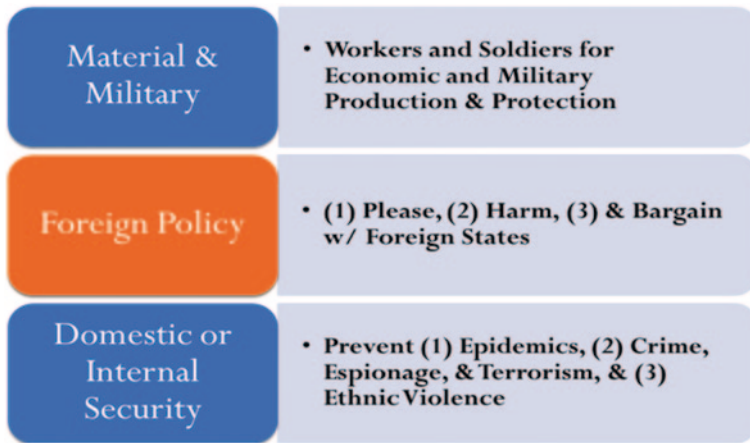 Material &
Military
• Workers and Soldiers for
Economic and Military
Production & Protection
Foreign Policy
• (1) Please, (2) Harm, (3) & Bargain
w/ Foreign States
Domestic or
Internal
Security
• Prevent (1) Epidemics, (2) Crime,
Espionage, & Terrorism, & (3)
Ethnic Violence